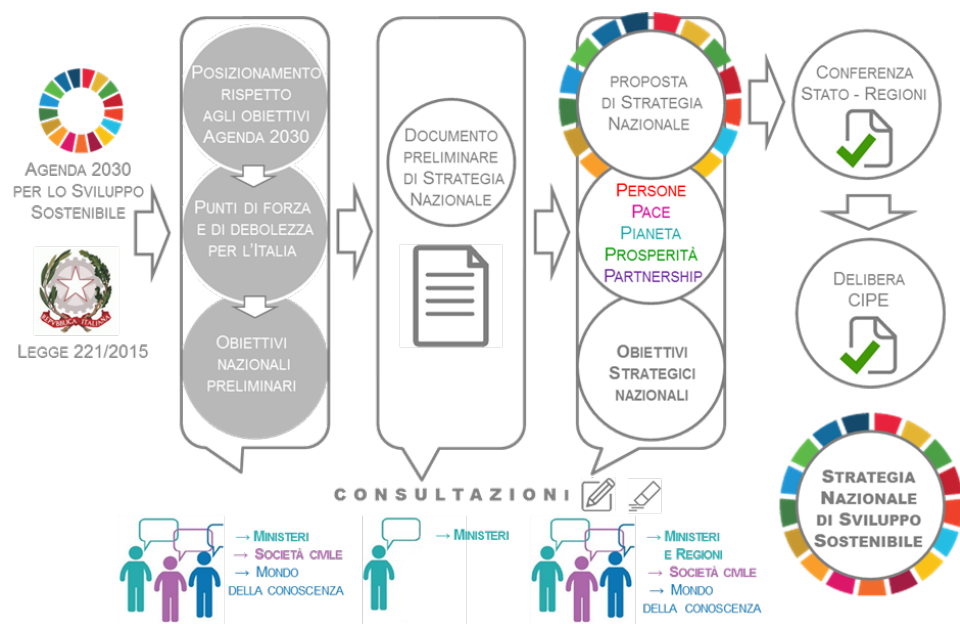 AGENDA 2030
PER LO SVILUPPO
SOSTENIBILE
REPVBBLICA ITALIANA
LEGGE 221/2015
POSIZIONAMENTO
RISPETTO
AGLI OBIETTIVI
AGENDA 2030
PUNTI DI FORZA
E DI DEBOLEZZA
PER L'ITALIA
OBIETTIVI
NAZIONALI
PRELIMINARI
DOCUMENTO
PRELIMINARE
DI STRATEGIA
NAZIONALE
PROPOSTA
DI STRATEGIA
NAZIONALE
PERSONE
PACE
PIANETA
PROSPERITÀ
PARTNERSHIP
OBIETTIVI
STRATEGICI
NAZIONALI
CONFERENZA
STATO - REGIONI
DELIBERA
CIPE
STRATEGIA
NAZIONALE
DI SVILUPPO
SOSTENIBILE
CONSULTAZIONI
→ MINISTERI
→ SOCIETÀ CIVILE
→ MONDO
DELLA CONOSCENZA
→ MINISTERI
→ MINISTERI
E REGIONI
→ SOCIETÀ CIVILE
→ MONDO
DELLA CONOSCENZA